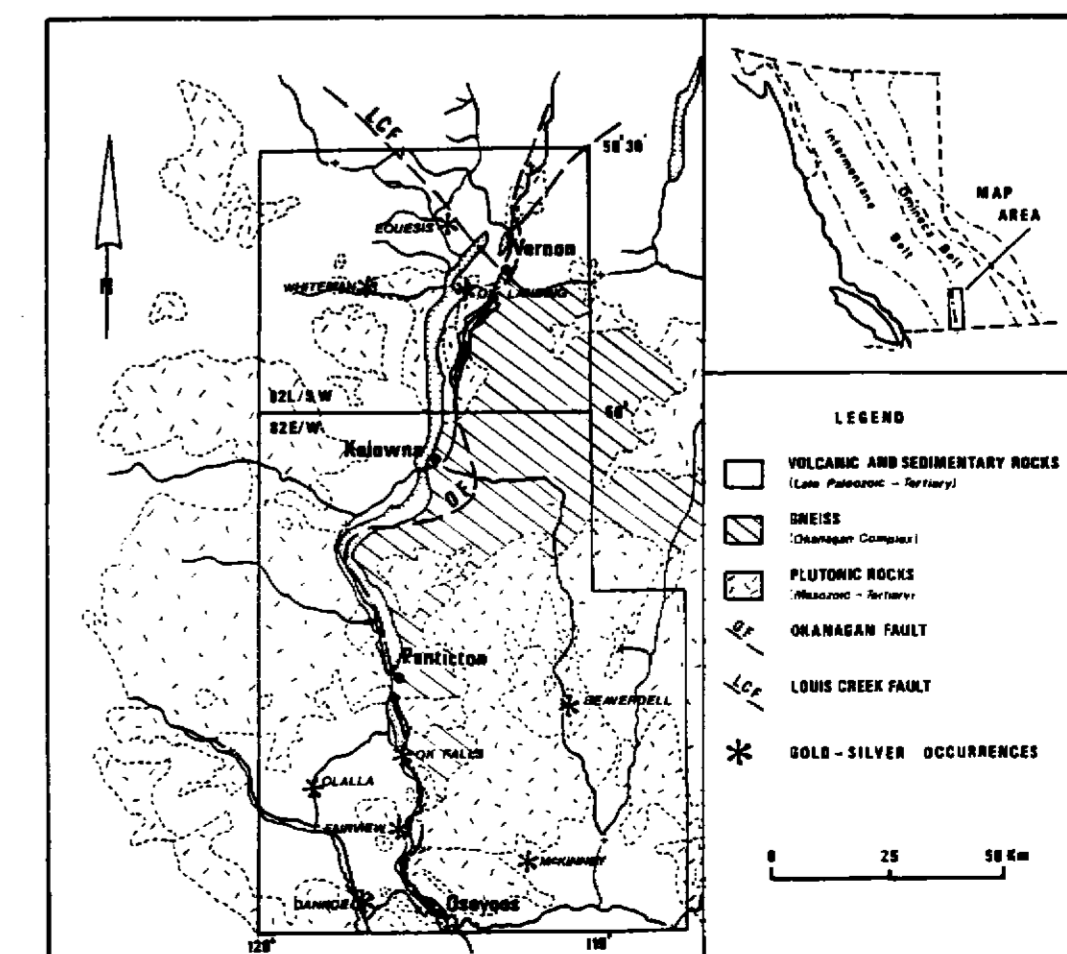 LCF
50°30'
EQUESIS
Vernon
WHITEMAN
N
82L/SW
50°
82E/W
Kelowna
OF
Penticton
BEAVERDELL
OK FALLS
OLALLA
FAIRVIEW
McKINNEY
Osoyoos
120°
119°
Intermontane
Belt
Omineca Belt
MAP
AREA
LEGEND
VOLCANIC AND SEDIMENTARY ROCKS
(Late Paleozoic - Tertiary)
GNEISS
(Okanagan Complex)
PLUTONIC ROCKS
(Mesozoic - Tertiary)
OF
OKANAGAN FAULT
LCF
LOUIS CREEK FAULT
GOLD-SILVER OCCURRENCES
0 25 50 Km